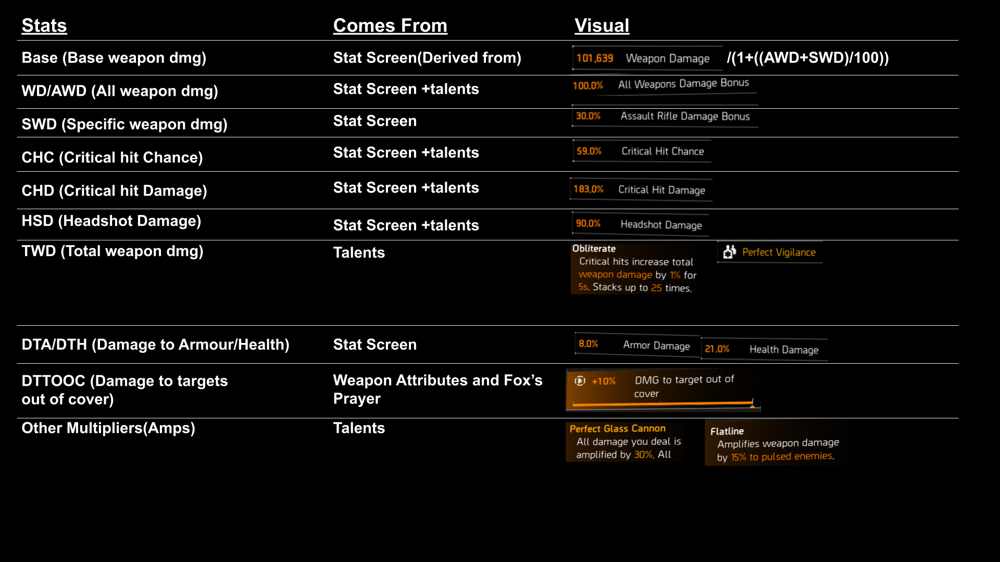 Stats Comes From Visual
Base (Base weapon dmg) Stat Screen(Derived from) 101,639 Weapon Damage /(1+((AWD+SWD)/100))
WD/AWD (All weapon dmg) Stat Screen +talents 100.0% All Weapons Damage Bonus
SWD (Specific weapon dmg) Stat Screen 30.0% Assault Rifle Damage Bonus
CHC (Critical hit Chance) Stat Screen +talents 59.0% Critical Hit Chance
CHD (Critical hit Damage) Stat Screen +talents 183.0% Critical Hit Damage
HSD (Headshot Damage) Stat Screen +talents 90.0% Headshot Damage
TWD (Total weapon dmg) Talents
Obliterate
Critical hits increase total
weapon damage by 1% for
5s. Stacks up to 25 times.
Perfect Vigilance
DTA/DTH (Damage to Armour/Health) Stat Screen 8.0% Armor Damage 21.0% Health Damage
DTTOOC (Damage to targets
out of cover)
Weapon Attributes and Fox’s
Prayer
+10% DMG to target out of
cover
Other Multipliers(Amps) Talents
Perfect Glass Cannon
All damage you deal is
amplified by 30%. All
Flatline
Amplifies weapon damage
by 15% to pulsed enemies.